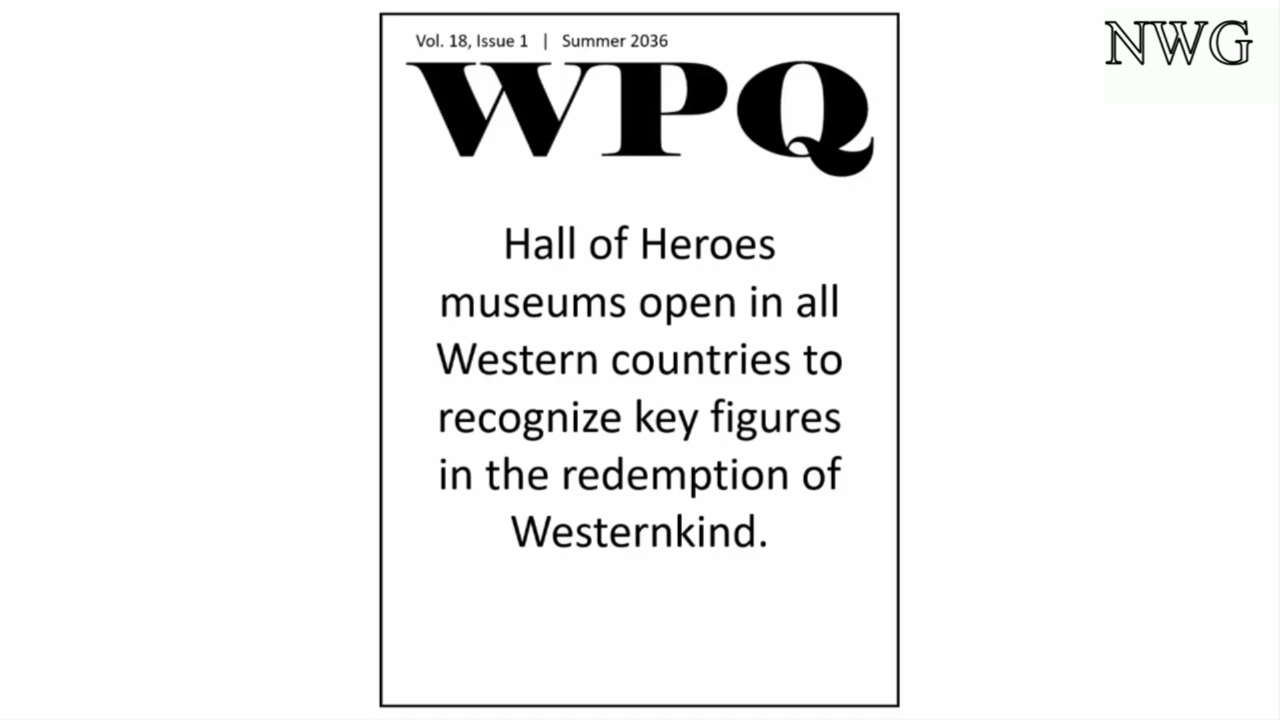 Vol. 18, Issue 1 | Summer 2036
NWG
WPQ
Hall of Heroes
museums open in all
Western countries to
recognize key figures
in the redemption of
Westernkind.